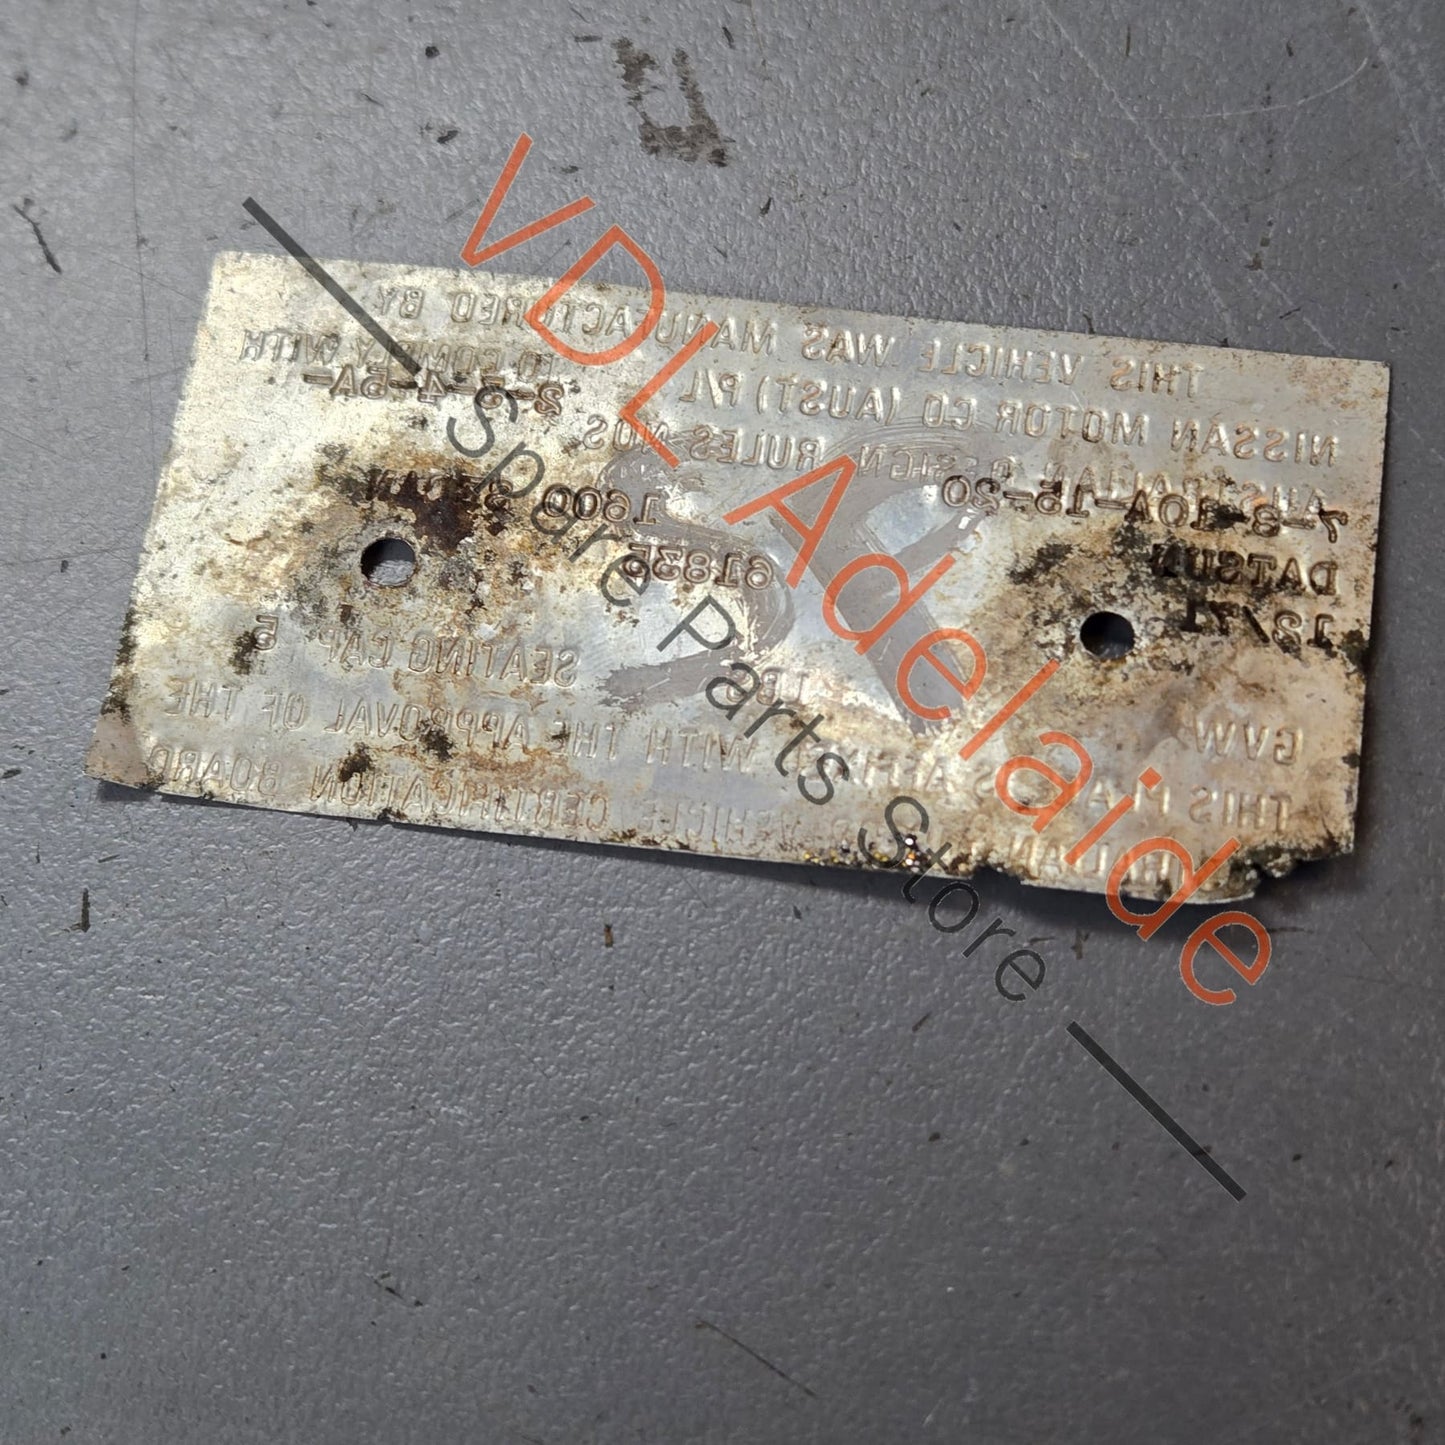 THIS VEHICLE WAS MANUFACTURED BY
NISSAN MOTOR CO (AUST) P/L TO COMPLY WITH
AUSTRALIAN DESIGN RULES NOS 2-3-4-5A-
7-8-10A-15-20
DATSUN 1600 SEDAN
12/71 61835
GVW LBS SEATING CAP 5
THIS PLATE IS AFFIXED WITH THE APPROVAL OF THE
VEHICLE CERTIFICATION BOARD
VDL Adelaide
Spare Parts Store